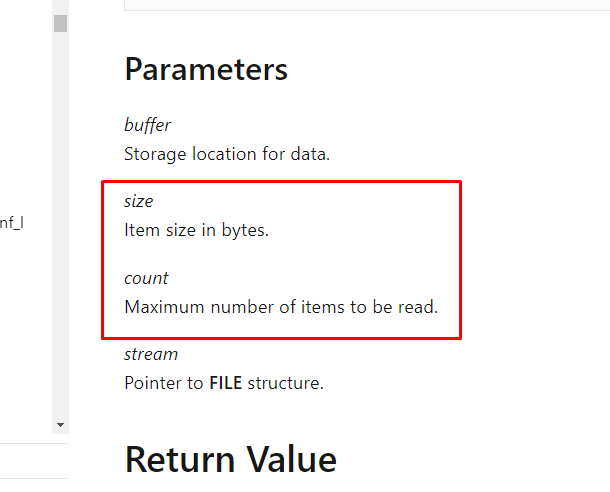 Parameters
buffer
Storage location for data.
size
Item size in bytes.
nf_l
count
Maximum number of items to be read.
stream
Pointer to FILE structure.
Return Value